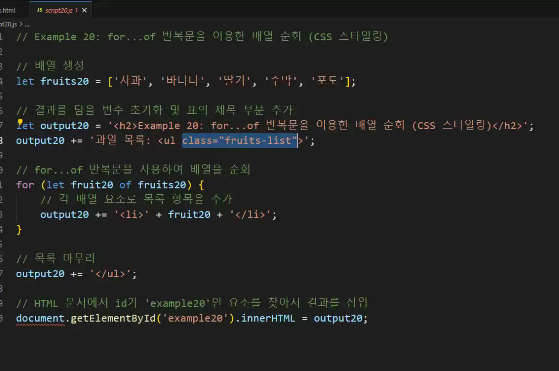 .html
JS script20.js 1 ×
pt20.js > ...
// Example 20: for...of 반복문을 이용한 배열 순회 (CSS 스타일링)
// 배열 생성
let fruits20 = ['사과', '바나나', '딸기', '수박', '포도'];
// 결과를 담을 변수 초기화 및 표의 제목 부분 추가
let output20 = '<h2>Example 20: for...of 반복문을 이용한 배열 순회 (CSS 스타일링)</h2>';
output20 += '과일 목록: <ul class="fruits-list">';
// for...of 반복문을 사용하여 배열을 순회
for (let fruit20 of fruits20) {
// 각 배열 요소로 목록 항목을 추가
output20 += '<li>' + fruit20 + '</li>';
}
// 목록 마무리
output20 += '</ul>';
// HTML 문서에서 id가 'example20'인 요소를 찾아서 결과를 삽입
document.getElementById('example20').innerHTML = output20;